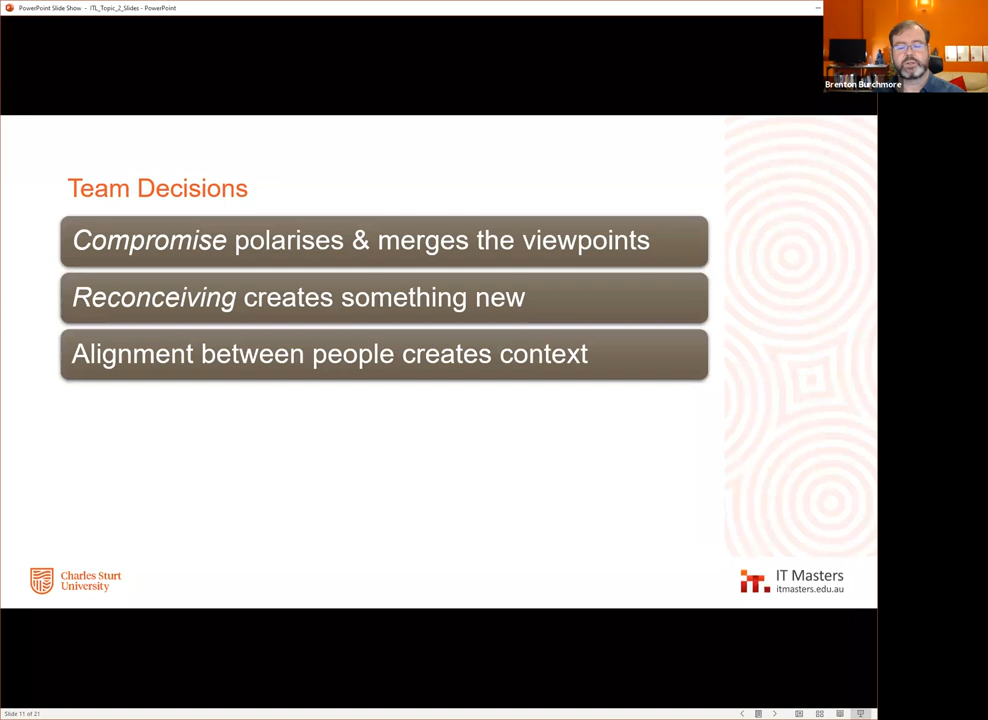 PowerPoint Slide Show - ITL_Topic_2_Slides - PowerPoint
Brenton Burchmore
Team Decisions
Compromise polarises & merges the viewpoints
Reconceiving creates something new
Alignment between people creates context
Charles Sturt
University
IT Masters
itmasters.edu.au
Slide 11 of 21